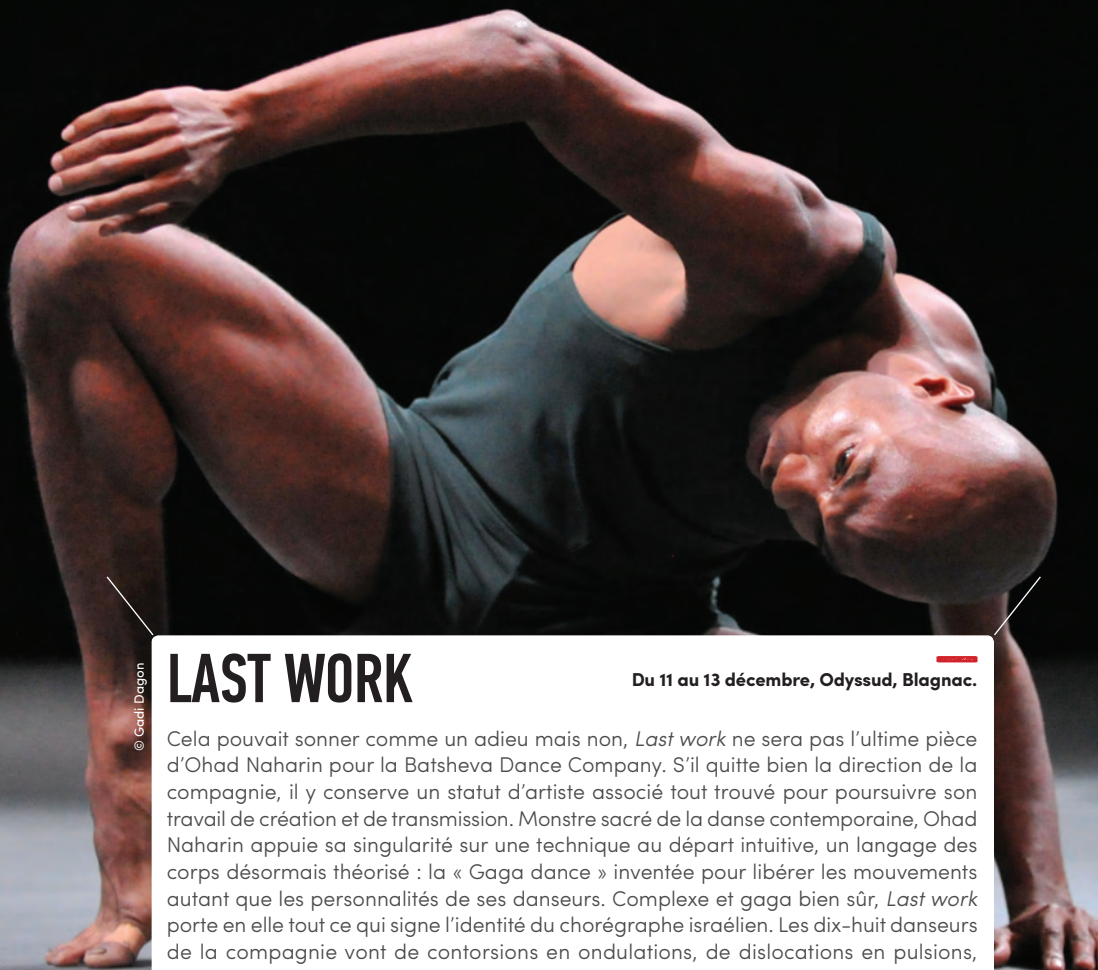 LAST WORK
Du 11 au 13 décembre, Odyssud, Blagnac.
© Gadi Dagon
Cela pouvait sonner comme un adieu mais non, Last work ne sera pas l’ultime pièce
d’Ohad Naharin pour la Batsheva Dance Company. S’il quitte bien la direction de la
compagnie, il y conserve un statut d’artiste associé tout trouvé pour poursuivre son
travail de création et de transmission. Monstre sacré de la danse contemporaine, Ohad
Naharin appuie sa singularité sur une technique au départ intuitive, un langage des
corps désormais théorisé : la « Gaga dance » inventée pour libérer les mouvements
autant que les personnalités de ses danseurs. Complexe et gaga bien sûr, Last work
porte en elle tout ce qui signe l’identité du chorégraphe israélien. Les dix-huit danseurs
de la compagnie vont de contorsions en ondulations, de dislocations en pulsions,